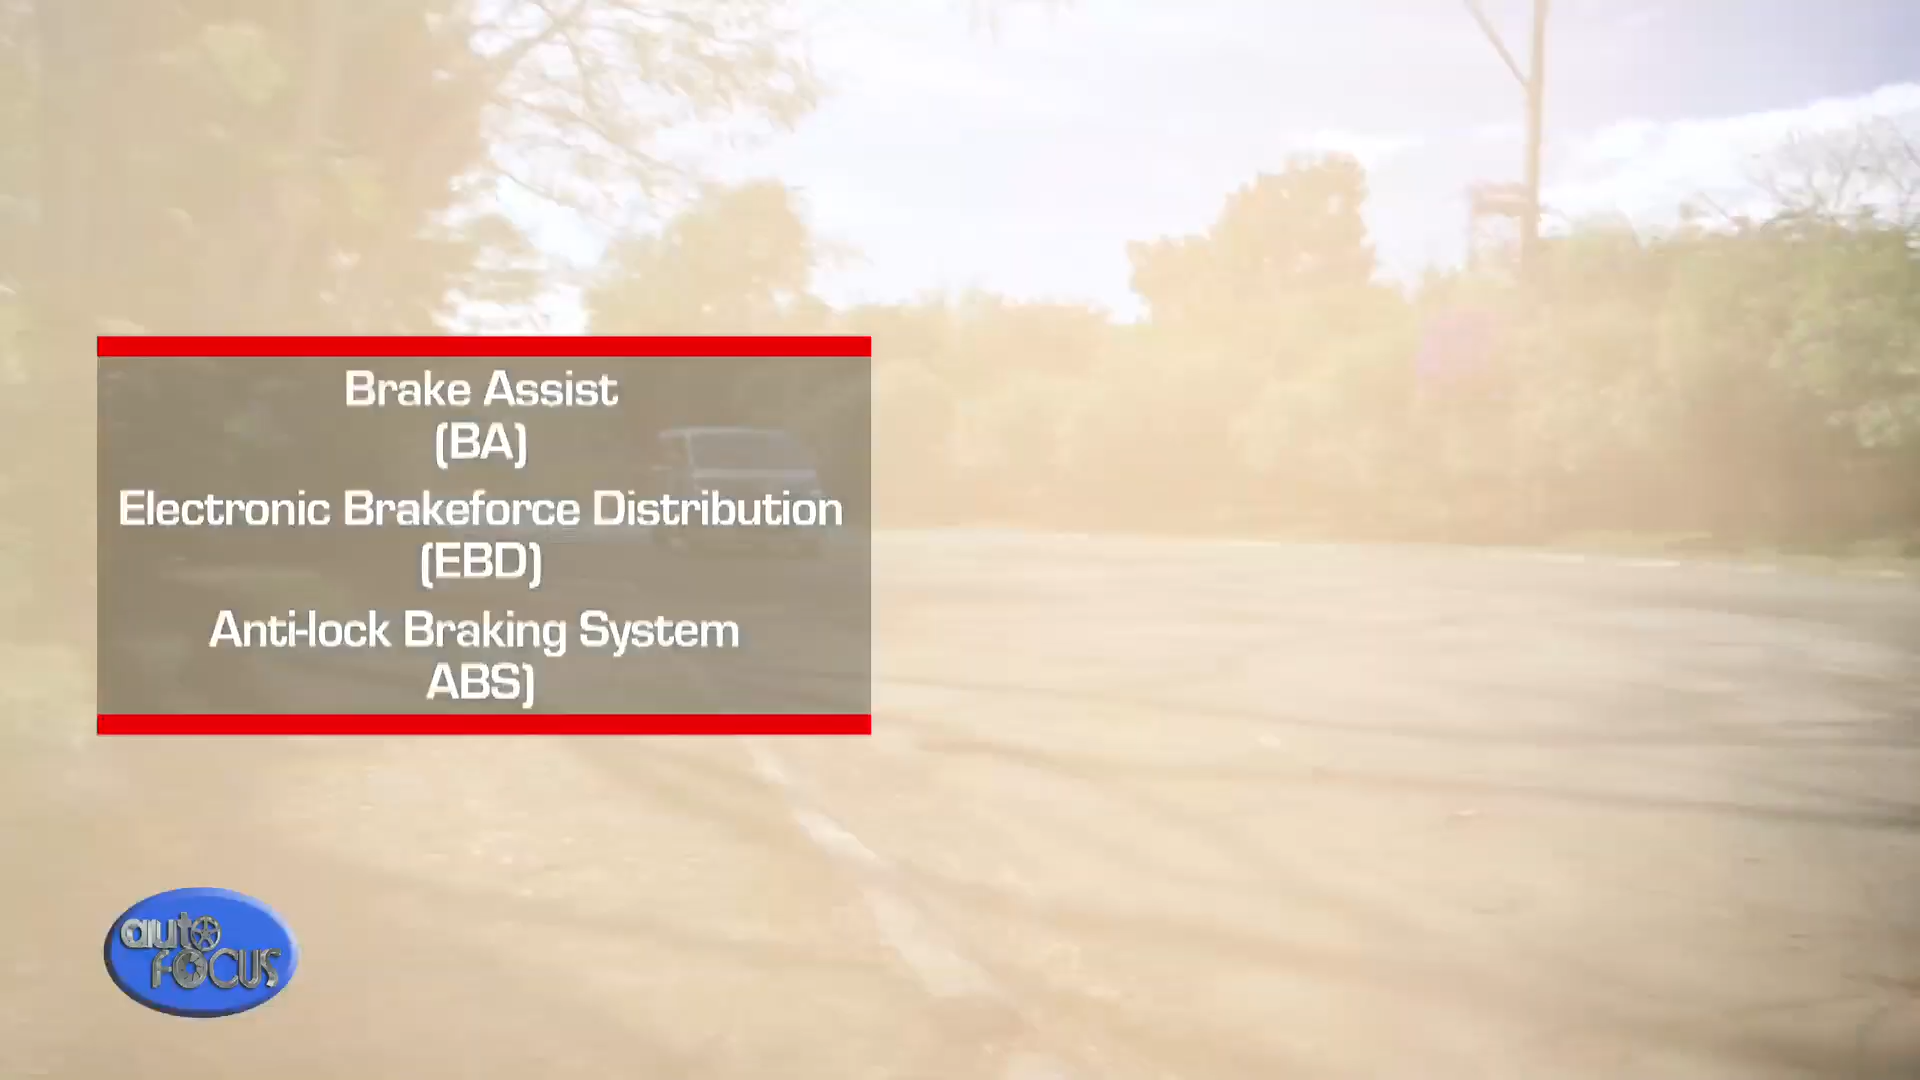 Brake Assist
(BA)
Electronic Brakeforce Distribution
(EBD)
Anti-lock Braking System
ABS)
auto
FOCUS